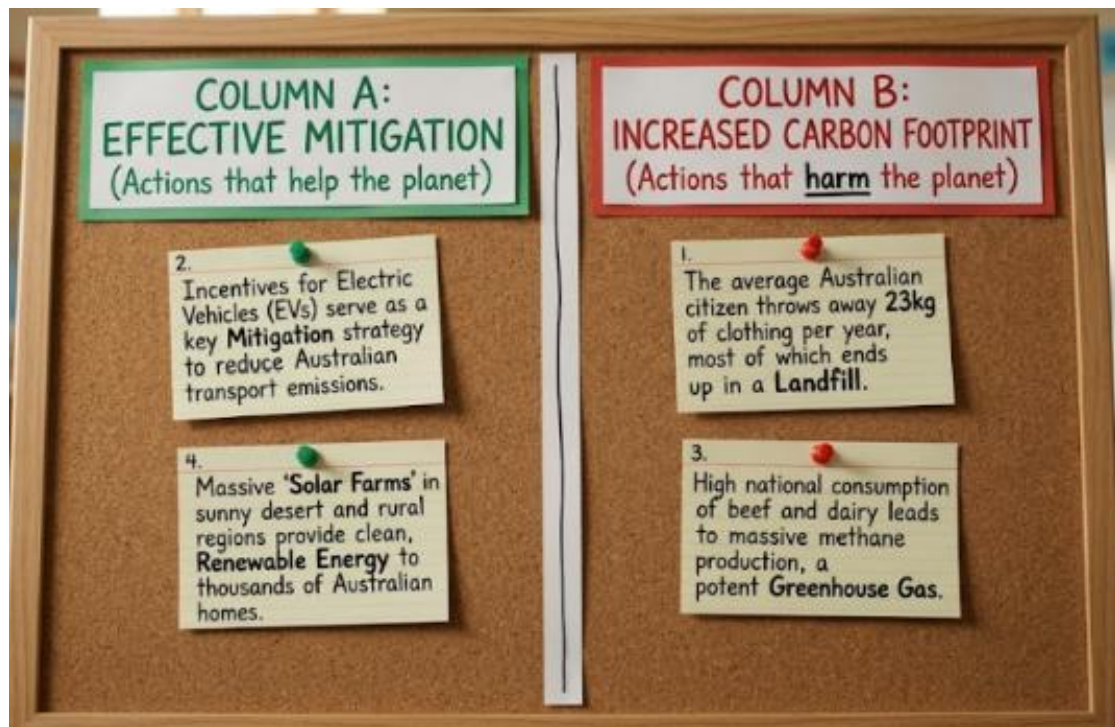 COLUMN A:
EFFECTIVE MITIGATION
(Actions that help the planet)
2.
Incentives for Electric
Vehicles (EVs) serve as a
key Mitigation strategy
to reduce Australian
transport emissions.
4.
Massive 'Solar Farms' in
sunny desert and rural
regions provide clean,
Renewable Energy to
thousands of Australian
homes.
COLUMN B:
INCREASED CARBON FOOTPRINT
(Actions that harm the planet)
1.
The average Australian
citizen throws away 23kg
of clothing per year,
most of which ends
up in a Landfill.
3.
High national consumption
of beef and dairy leads
to massive methane
production, a
potent Greenhouse Gas.